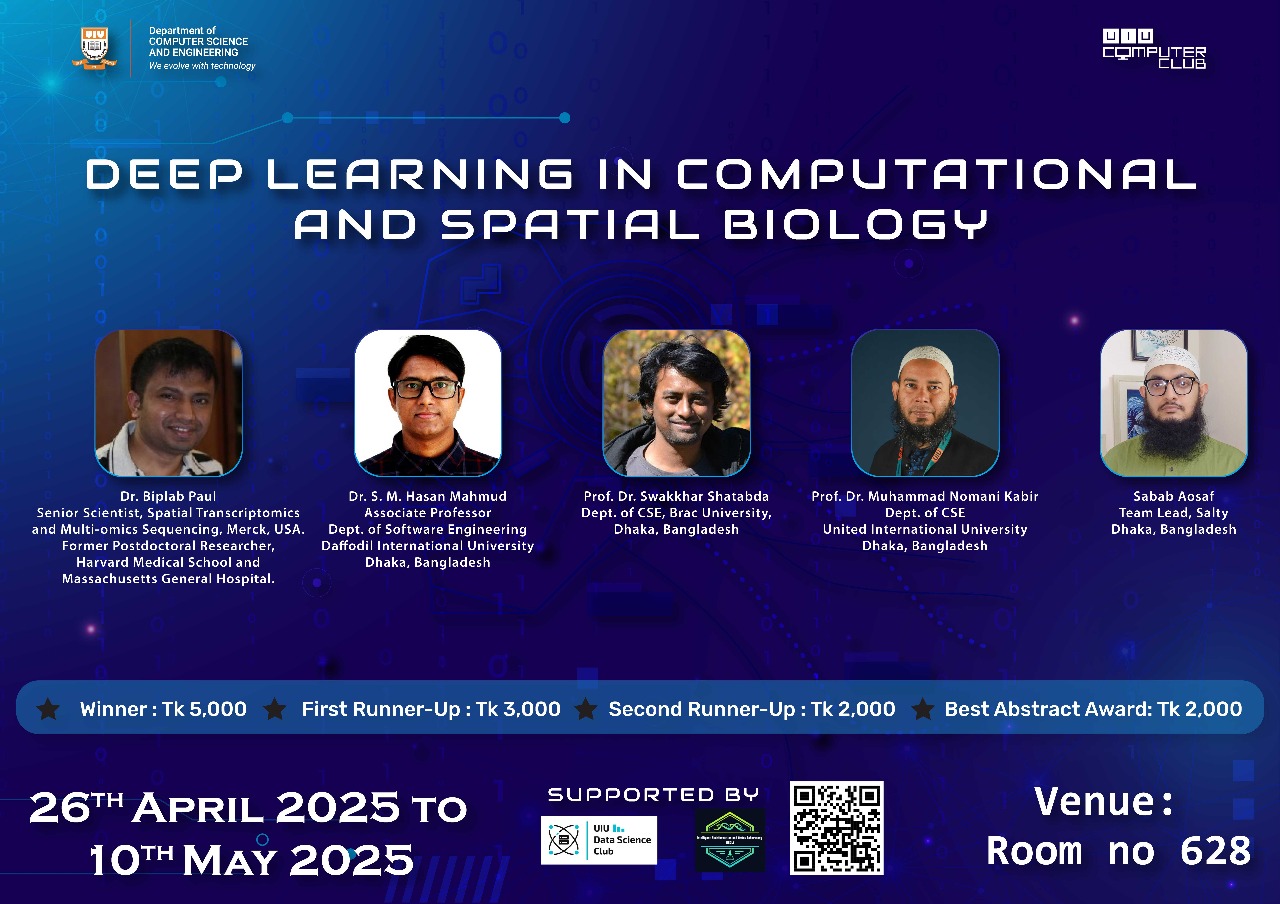 UIU
Department of
COMPUTER SCIENCE
AND ENGINEERING
We evolve with technology
UIU
COMPUTER
CLUB
DEEP LEARNING IN COMPUTATIONAL
AND SPATIAL BIOLOGY
Dr. Biplab Paul
Senior Scientist, Spatial Transcriptomics
and Multi-omics Sequencing, Merck, USA.
Former Postdoctoral Researcher,
Harvard Medical School and
Massachusetts General Hospital.
Dr. S. M. Hasan Mahmud
Associate Professor
Dept. of Software Engineering
Daffodil International University
Dhaka, Bangladesh
Prof. Dr. Swakkhar Shatabda
Dept. of CSE, Brac University,
Dhaka, Bangladesh
Prof. Dr. Muhammad Nomani Kabir
Dept. of CSE
United International University
Dhaka, Bangladesh
Sabab Aosaf
Team Lead, Salty
Dhaka, Bangladesh
Winner : Tk 5,000
First Runner-Up : Tk 3,000
Second Runner-Up : Tk 2,000
Best Abstract Award: Tk 2,000
26TH APRIL 2025 TO
10TH MAY 2025
SUPPORTED BY
UIU
Data Science
Club
Venue:
Room no 628